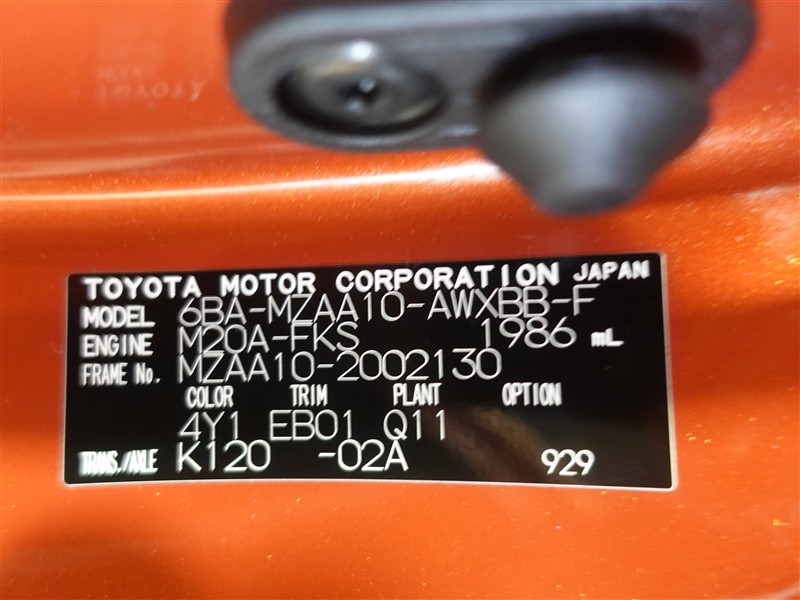 TOYOTA MOTOR CORPORATION JAPAN
MODEL 6BA-MZAA10-AWXBB-F
ENGINE M20A-FKS 1986 mL
FRAME No. MZAA10-2002130
COLOR TRIM PLANT OPTION
4Y1 EB01 Q11
TRANS./AXLE K120 -02A 929